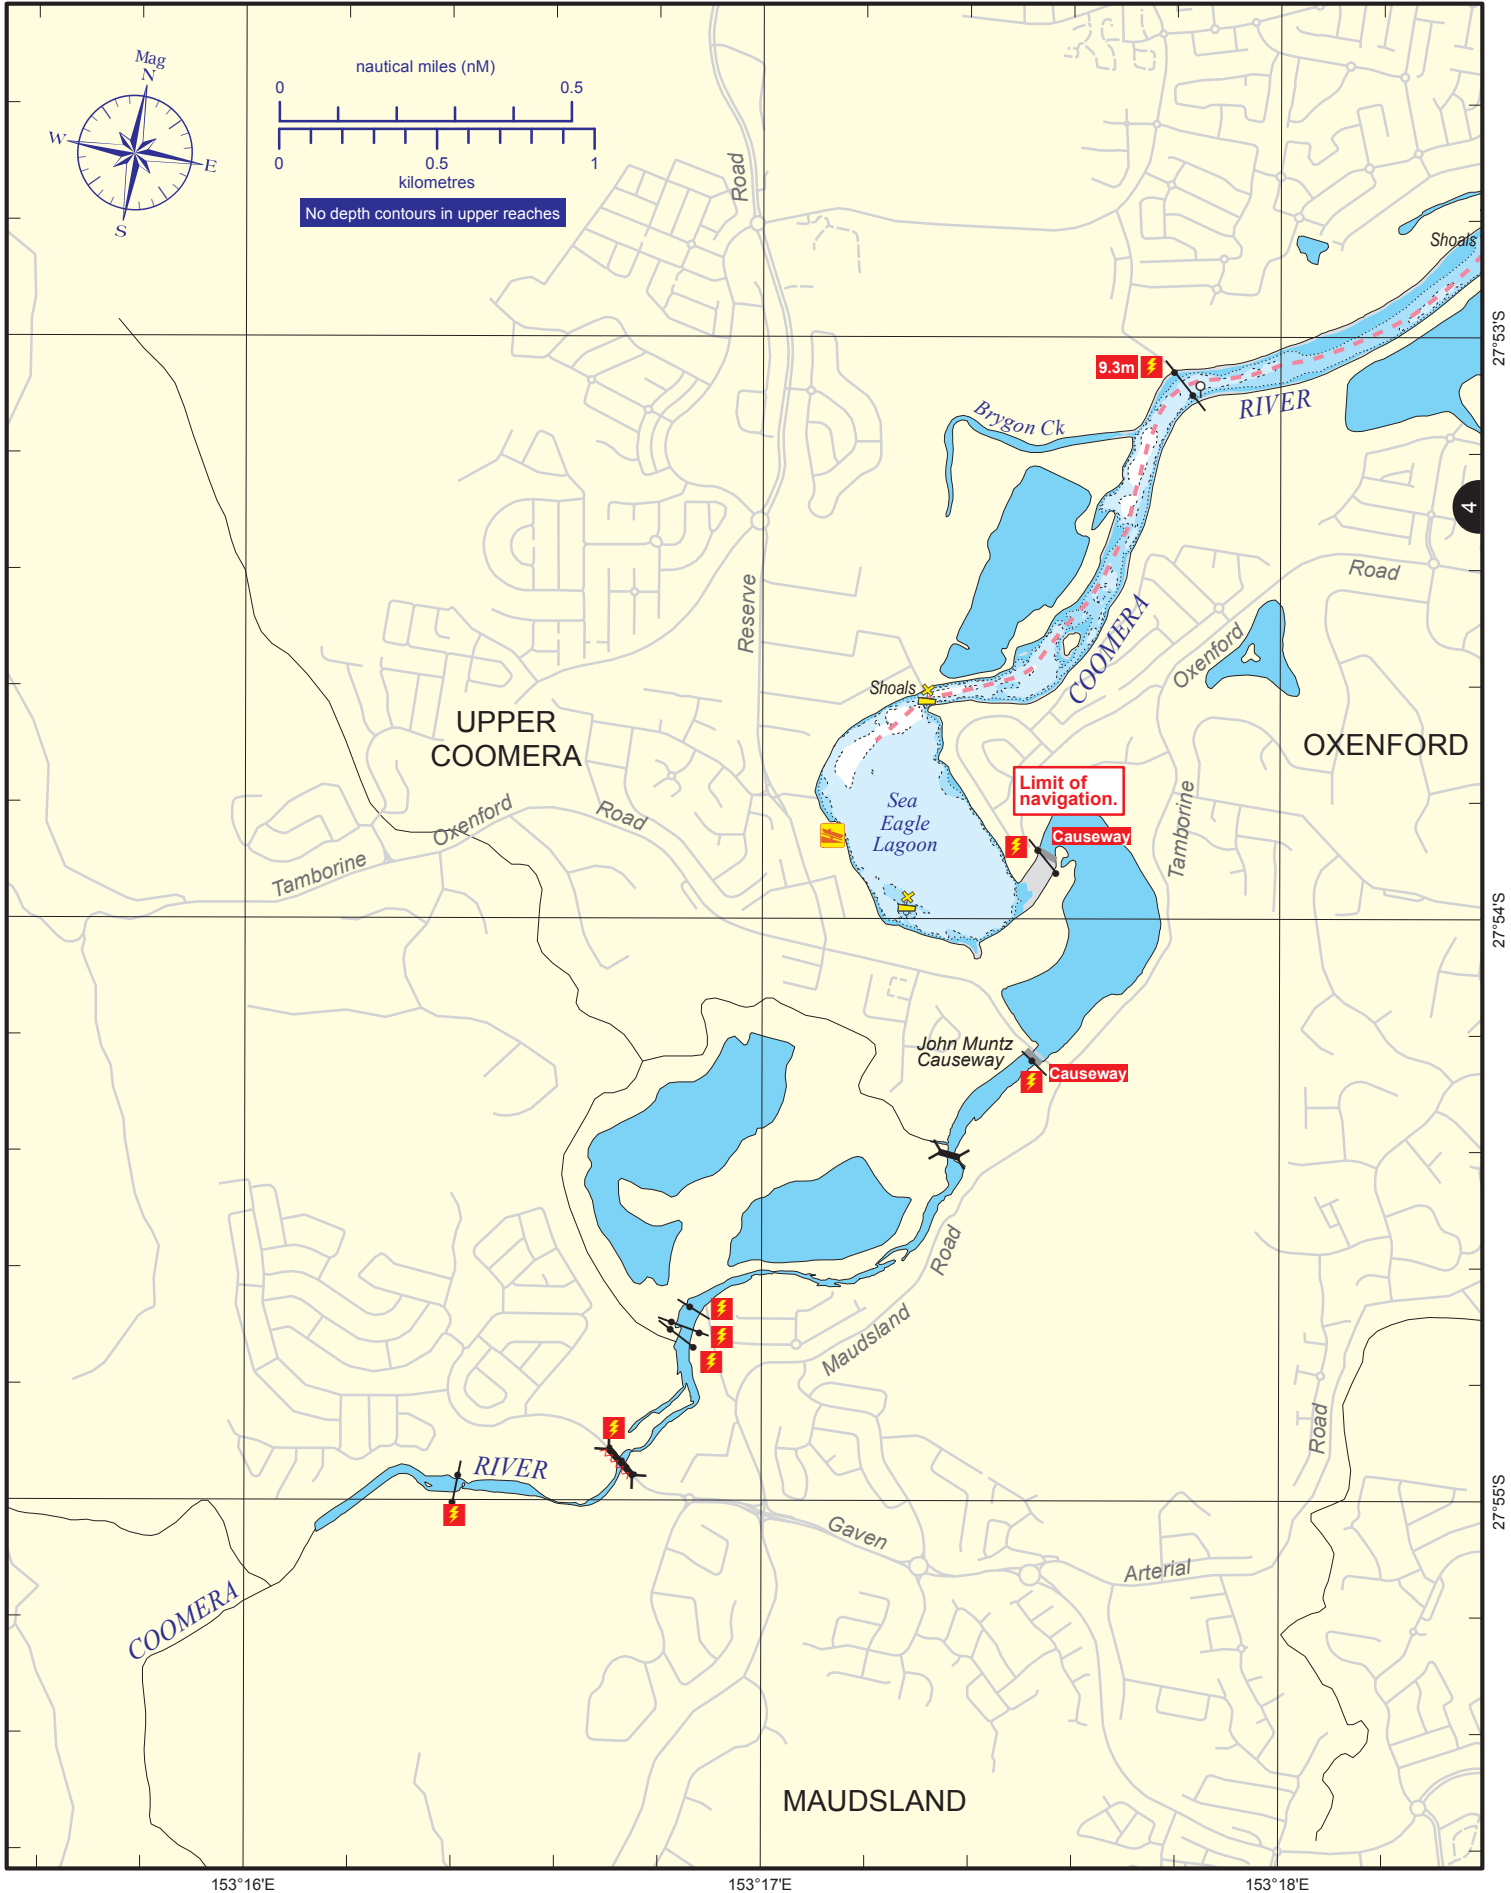 Mag
N
W
E
S
nautical miles (nM)
0
0.5
0
0.5
1
kilometres
No depth contours in upper reaches
Road
Shoals
27°53'S
9.3m
RIVER
Brygon Ck
4
Road
Reserve
COOMERA
Oxenford
Shoals
UPPER
COOMERA
OXENFORD
Limit of
navigation.
Sea
Eagle
Lagoon
Causeway
Tamborine
Oxenford
Road
Tamborine
27°54'S
John Muntz
Causeway
Causeway
Road
Maudsland
Road
RIVER
27°55'S
Gaven
Arterial
COOMERA
MAUDSLAND
153°16'E
153°17'E
153°18'E